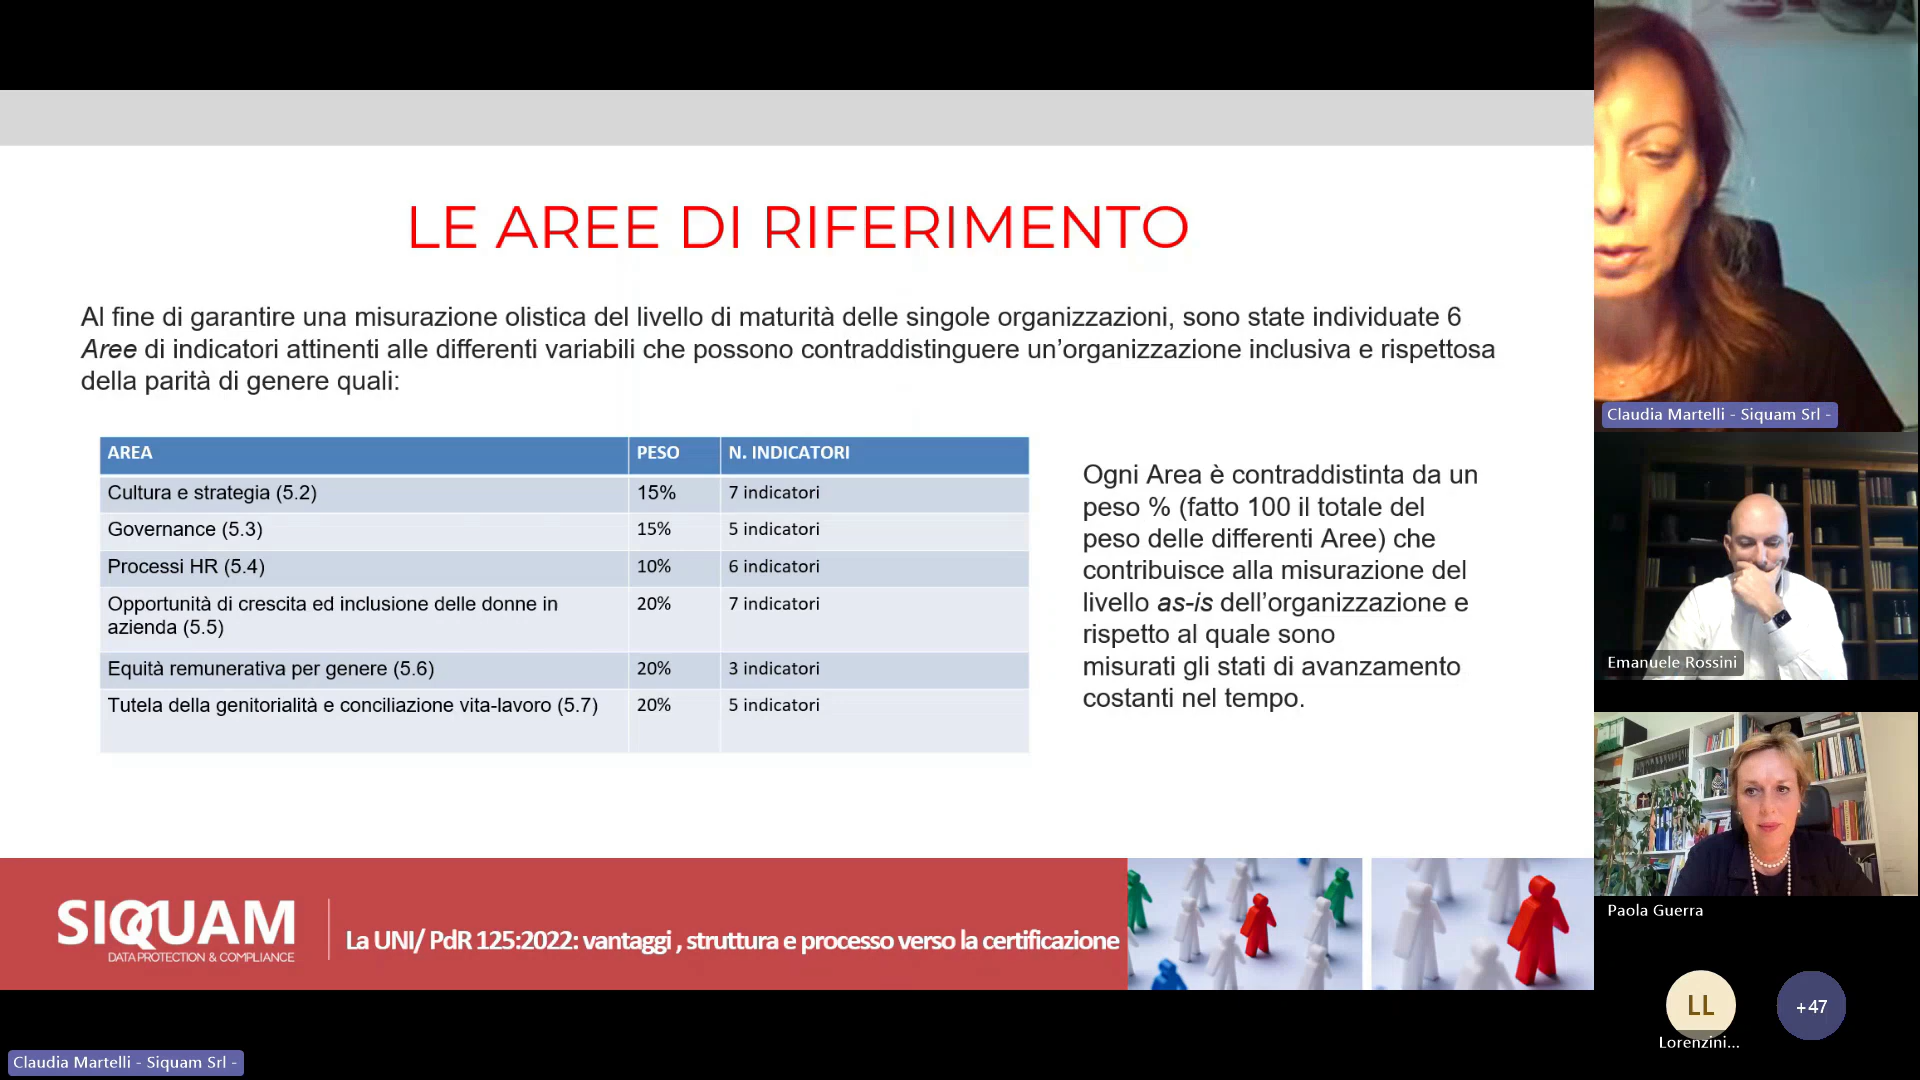 LE AREE DI RIFERIMENTO
Al fine di garantire una misurazione olistica del livello di maturità delle singole organizzazioni, sono state individuate 6
Aree di indicatori attinenti alle differenti variabili che possono contraddistinguere un’organizzazione inclusiva e rispettosa
della parità di genere quali:
AREA PESO N. INDICATORI
Cultura e strategia (5.2) 15% 7 indicatori
Governance (5.3) 15% 5 indicatori
Processi HR (5.4) 10% 6 indicatori
Opportunità di crescita ed inclusione delle donne in 20% 7 indicatori
azienda (5.5)
Equità remunerativa per genere (5.6) 20% 3 indicatori
Tutela della genitorialità e conciliazione vita-lavoro (5.7) 20% 5 indicatori
Ogni Area è contraddistinta da un
peso % (fatto 100 il totale del
peso delle differenti Aree) che
contribuisce alla misurazione del
livello as-is dell’organizzazione e
rispetto al quale sono
misurati gli stati di avanzamento
costanti nel tempo.
SIQUAM
DATA PROTECTION & COMPLIANCE
La UNI/ PdR 125:2022: vantaggi , struttura e processo verso la certificazione
Claudia Martelli - Siquam Srl -
Claudia Martelli - Siquam Srl -
Emanuele Rossini
Paola Guerra
LL
Lorenzini...
+47